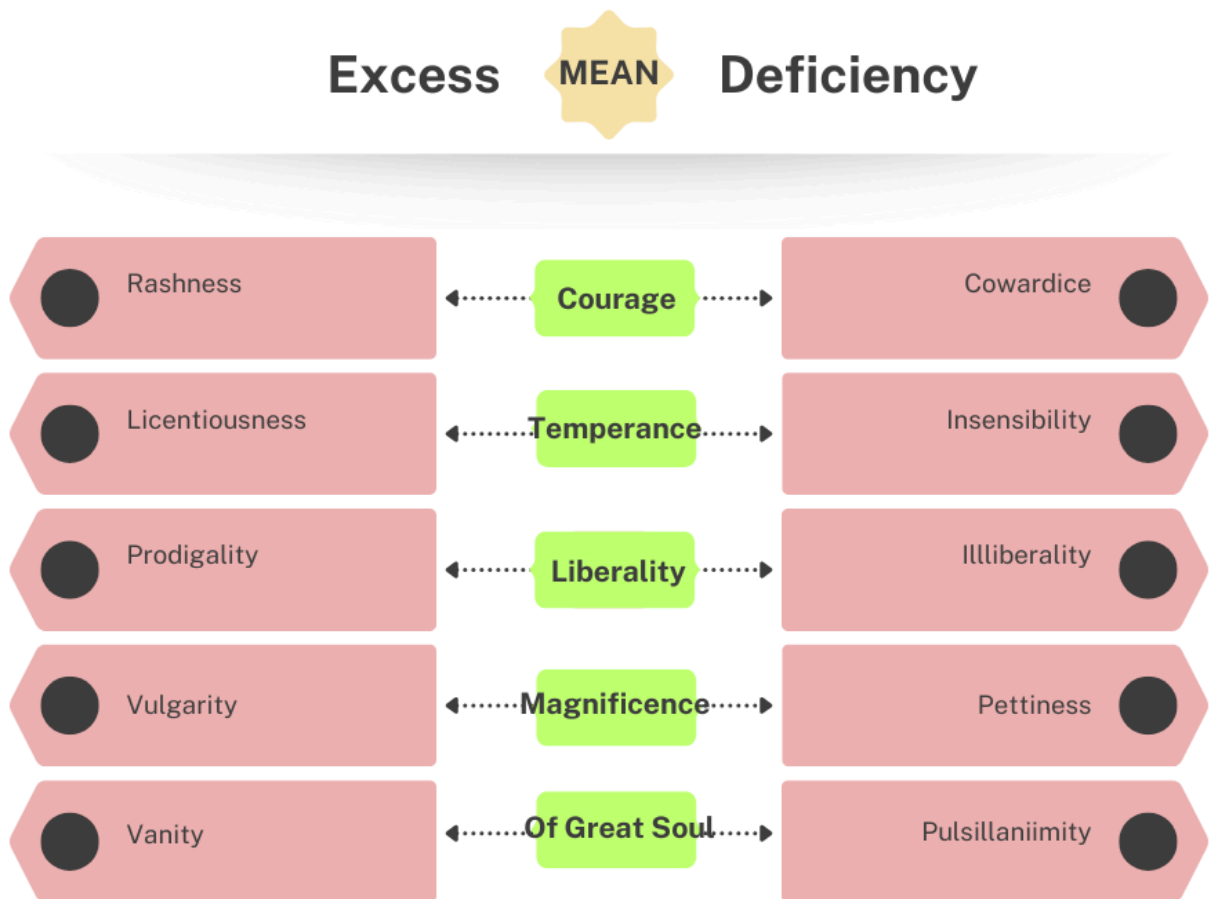 Excess MEAN Deficiency
Rashness Courage Cowardice
Licentiousness Temperance Insensibility
Prodigality Liberality Illliberality
Vulgarity Magnificence Pettiness
Vanity Of Great Soul Pulsillaniimity